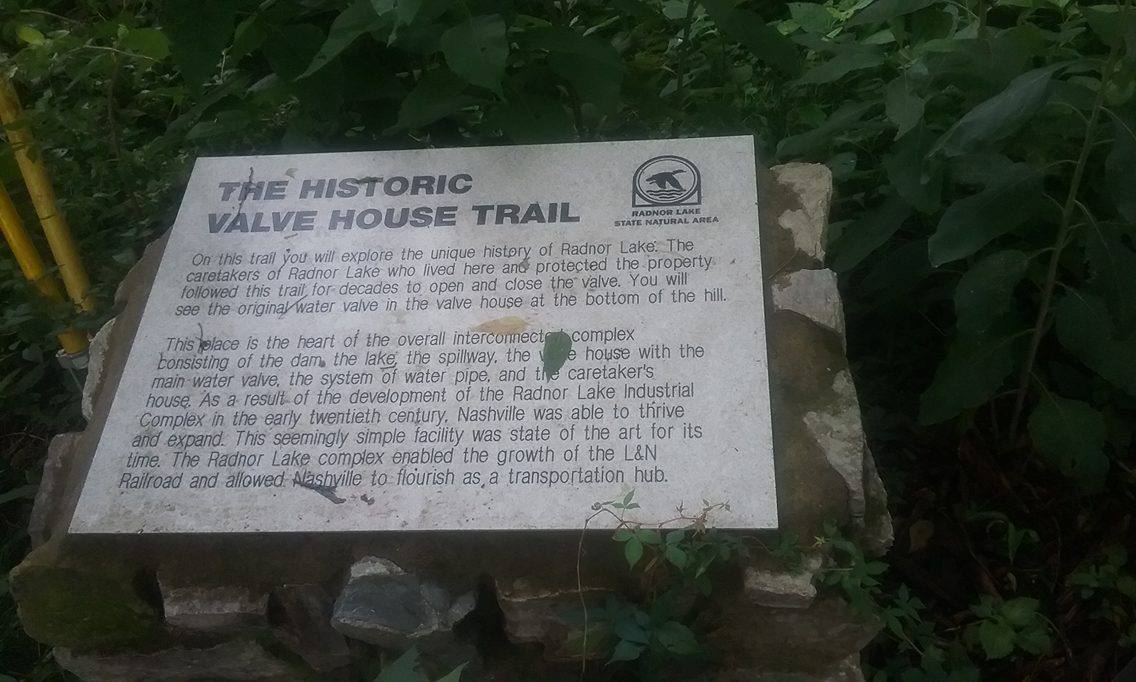 THE HISTORIC
VALVE HOUSE TRAIL
RADNOR LAKE
STATE NATURAL AREA
On this trail you will explore the unique history of Radnor Lake. The
caretakers of Radnor Lake who lived here and protected the property
followed this trail for decades to open and close the valve. You will
see the original water valve in the valve house at the bottom of the hill.
This place is the heart of the overall interconnected complex
consisting of the dam, the lake, the spillway, the valve house with the
main water valve, the system of water pipe, and the caretaker's
house. As a result of the development of the Radnor Lake Industrial
Complex in the early twentieth century, Nashville was able to thrive
and expand. This seemingly simple facility was state of the art for its
time. The Radnor Lake complex enabled the growth of the L&N
Railroad and allowed Nashville to flourish as a transportation hub.